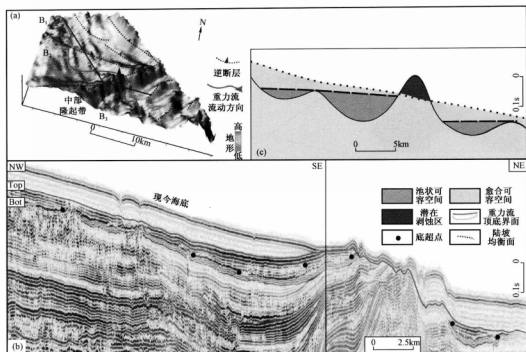 (a)
B₁
N
逆断层
重力流
流动方向
高
地
形
低
中部
隆起带
B₂
0
10km
(c)
0
5km
0
0.1s
NW
SE
NE
Top
Bot
现今海底
池状可
容空间
愈合可
容空间
潜在
剥蚀区
重力流
顶底界面
底超点
陆坡
均衡面
0
0.1s
(b)
0
2.5km